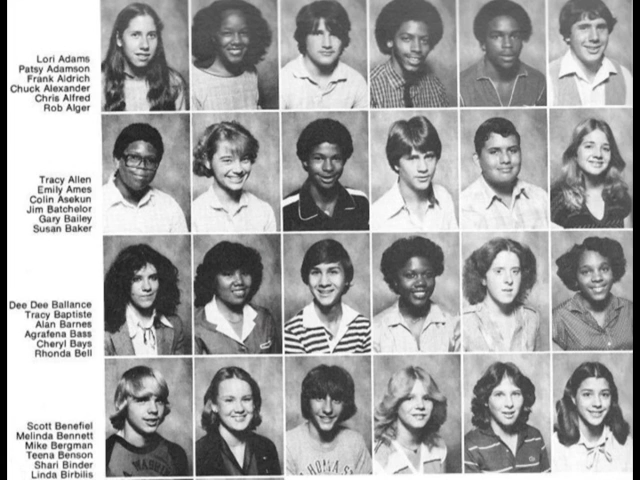 Lori Adams
Patsy Adamson
Frank Aldrich
Chuck Alexander
Chris Alfred
Rob Alger
Tracy Allen
Emily Ames
Colin Asekun
Jim Batchelor
Gary Bailey
Susan Baker
Dee Dee Ballance
Tracy Baptiste
Alan Barnes
Agrafena Bass
Cheryl Bays
Rhonda Bell
Scott Benefiel
Melinda Bennett
Mike Bergman
Teena Benson
Shari Binder
Linda Birbilis